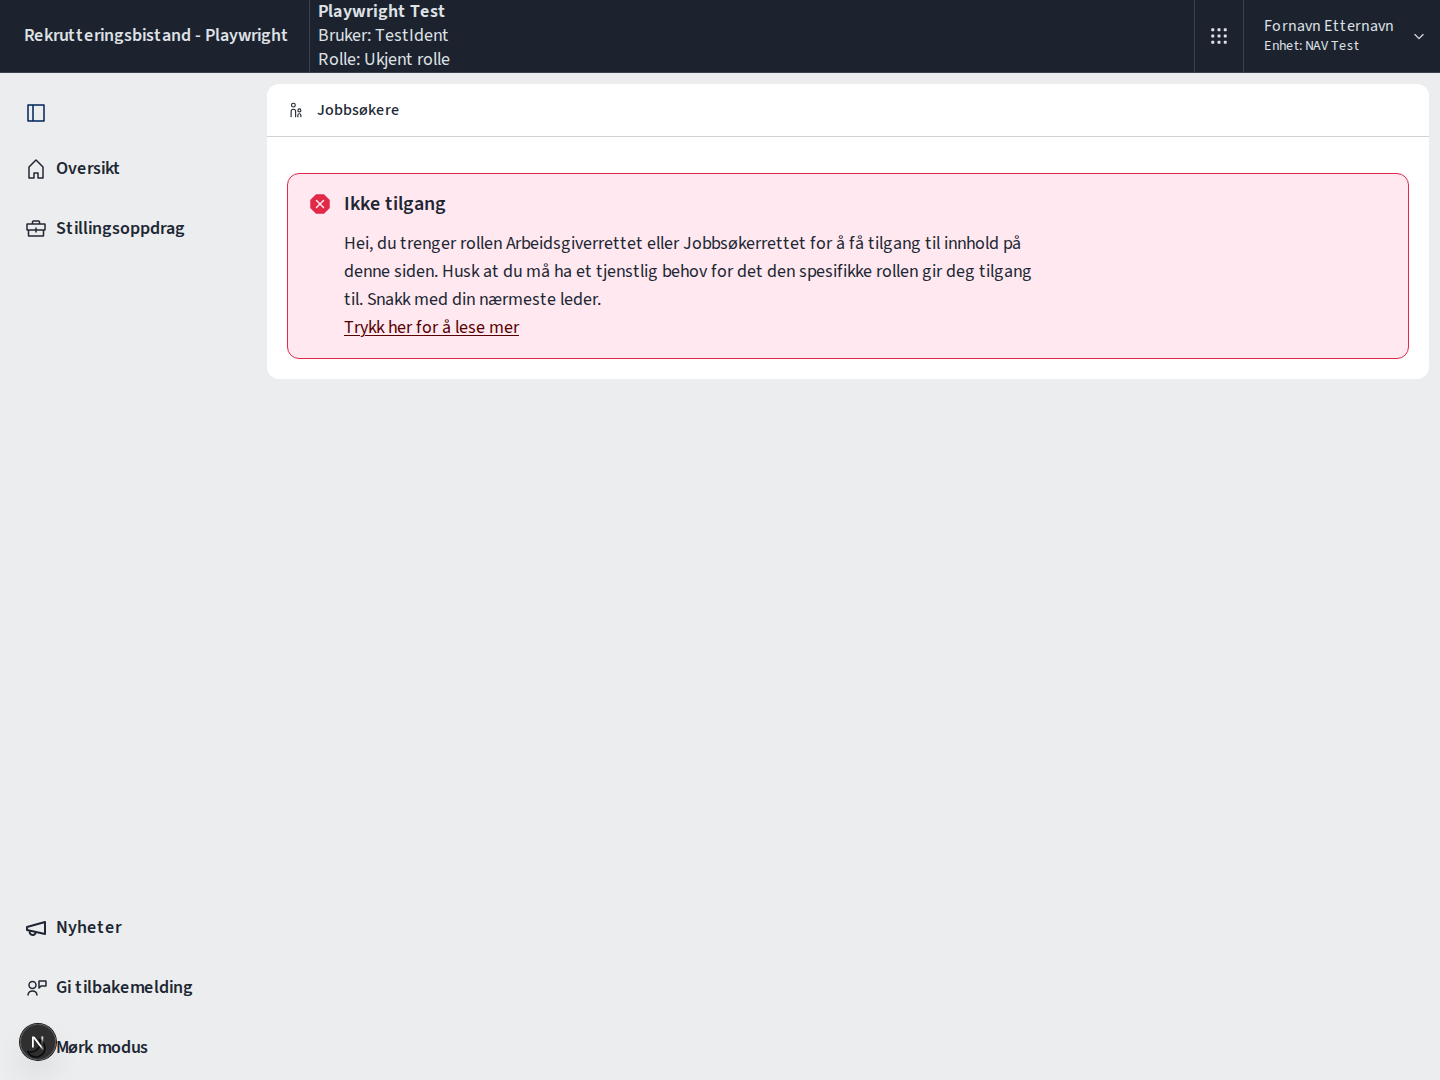 Rekrutteringsbistand - Playwright
Playwright Test
Bruker: TestIdent
Rolle: Ukjent rolle
Fornavn Etternavn
Enhet: NAV Test
Oversikt
Stillingsoppdrag
Jobbsøkere
Ikke tilgang
Hei, du trenger rollen Arbeidsgiverrettet eller Jobbsøkerrettet for å få tilgang til innhold på
denne siden. Husk at du må ha et tjenstlig behov for det den spesifikke rollen gir deg tilgang
til. Snakk med din nærmeste leder.
Trykk her for å lese mer
Nyheter
Gi tilbakemelding
N
Mørk modus